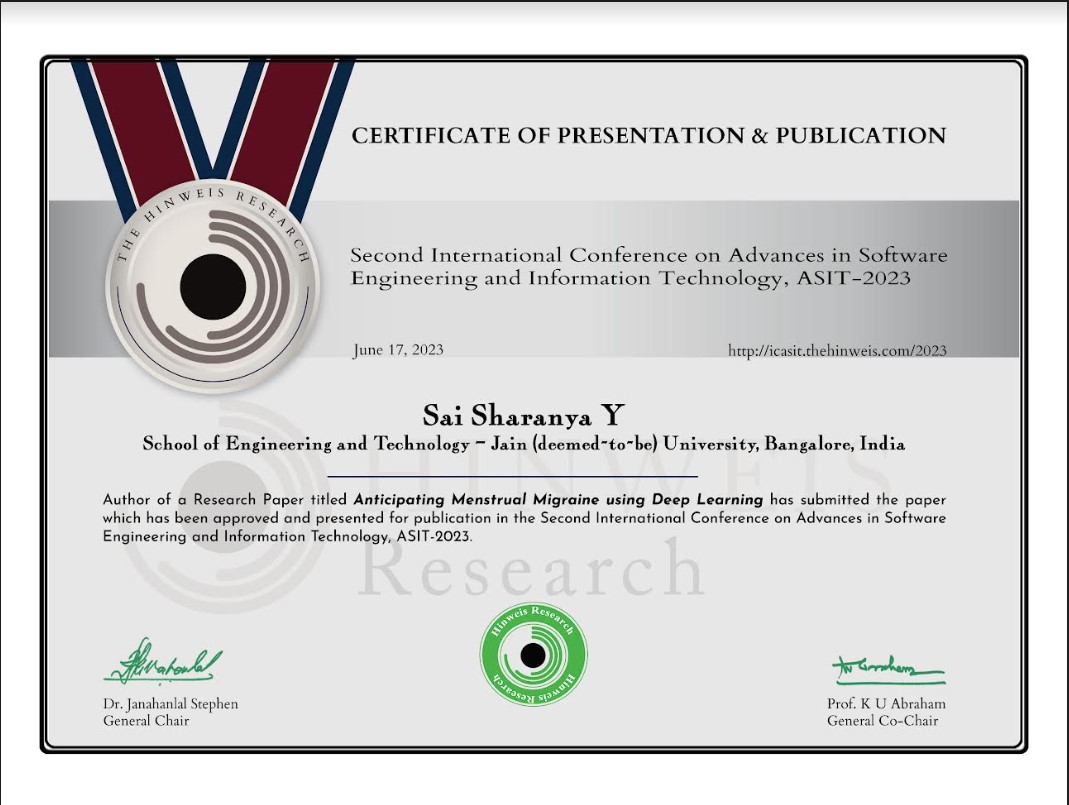 CERTIFICATE OF PRESENTATION & PUBLICATION
THE HINWEIS RESEARCH
Second International Conference on Advances in Software
Engineering and Information Technology, ASIT-2023
June 17, 2023
http://icasit.thehinweis.com/2023
Sai Sharanya Y
School of Engineering and Technology - Jain (deemed-to-be) University, Bangalore, India
HINWEIS
Author of a Research Paper titled Anticipating Menstrual Migraine using Deep Learning has submitted the paper
which has been approved and presented for publication in the Second International Conference on Advances in Software
Engineering and Information Technology, ASIT-2023.
Research
Hinweis Research
Hinweis Research
Dr. Janahanlal Stephen
General Chair
Prof. K U Abraham
General Co-Chair